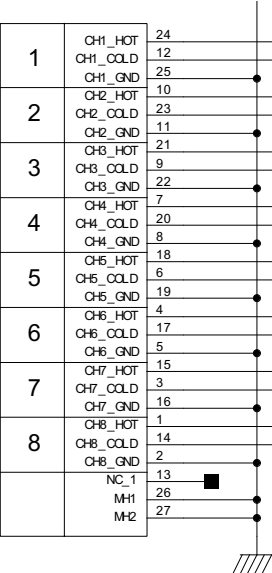 1
CH1_HOT 24
CH1_COLD 12
CH1_GND 25
2
CH2_HOT 10
CH2_COLD 23
CH2_GND 11
3
CH3_HOT 21
CH3_COLD 9
CH3_GND 22
4
CH4_HOT 7
CH4_COLD 20
CH4_GND 8
5
CH5_HOT 18
CH5_COLD 6
CH5_GND 19
6
CH6_HOT 4
CH6_COLD 17
CH6_GND 5
7
CH7_HOT 15
CH7_COLD 3
CH7_GND 16
8
CH8_HOT 1
CH8_COLD 14
CH8_GND 2
NC_1 13
MH1 26
MH2 27